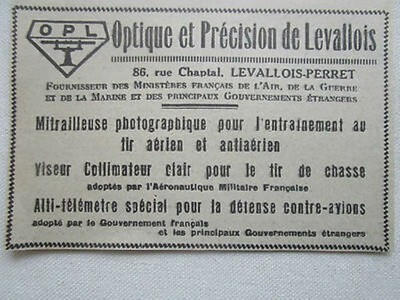 OPL
Optique et Précision de Levallois
86, rue Chaptal, LEVALLOIS-PERRET
FOURNISSEUR DES MINISTÈRES FRANÇAIS DE L'AIR, DE LA GUERRE
ET DE LA MARINE ET DES PRINCIPAUX GOUVERNEMENTS ÉTRANGERS
Mitrailleuse photographique pour l'entraînement au
tir aérien et antiaérien
Viseur Collimateur clair pour le tir de chasse
adoptés par l'Aéronautique Militaire Française
Alti-télémètre spécial pour la défense contre-avions
adopté par le Gouvernement français
et les principaux Gouvernements étrangers